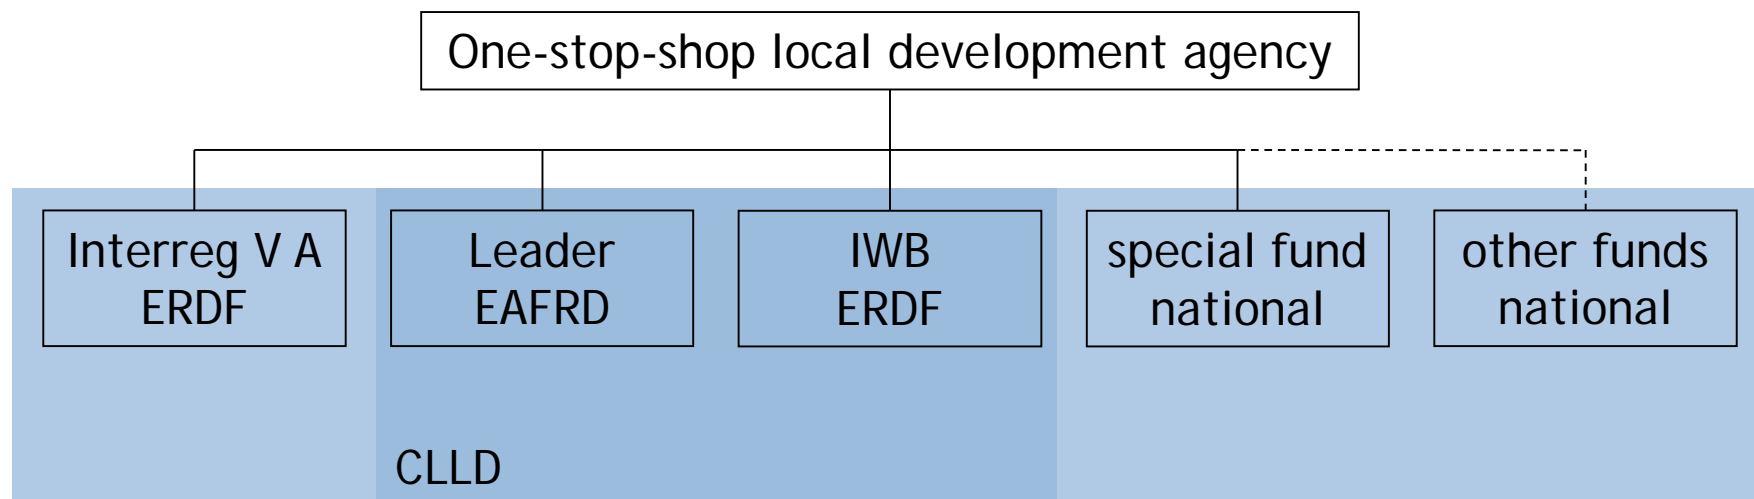 One-stop-shop local development agency
Interreg V A
ERDF
Leader
EAFRD
IWB
ERDF
special fund
national
other funds
national
CLLD